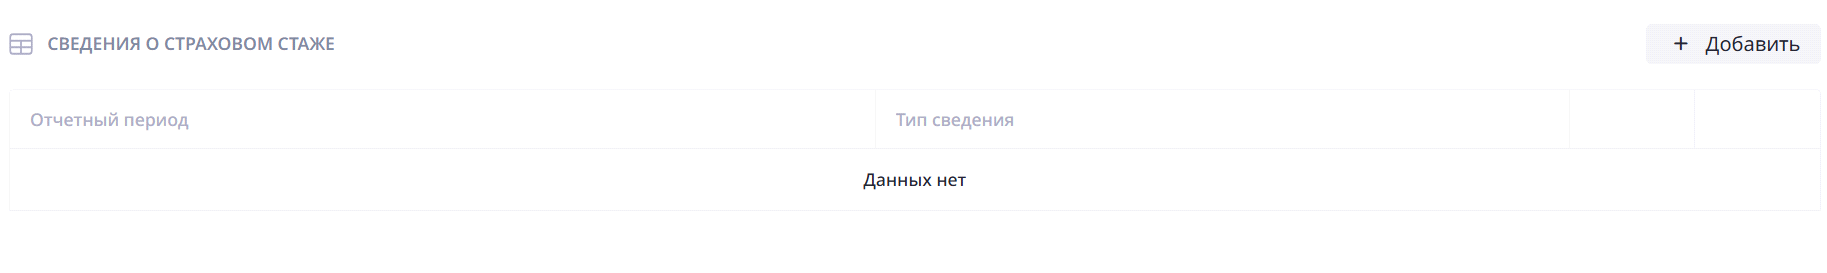 СВЕДЕНИЯ О СТРАХОВОМ СТАЖЕ
+ Добавить
Отчетный период
Тип сведения
Данных нет